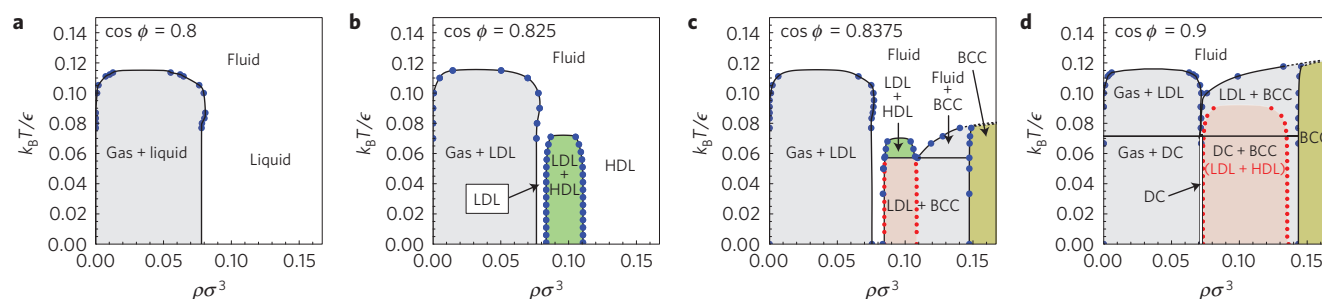 a
cos ϕ = 0.8
Fluid
Gas + liquid
Liquid
k_BT/ϵ
0.14
0.12
0.10
0.08
0.06
0.04
0.02
0.00
0.00 0.05 0.10 0.15
ρσ³
b
cos ϕ = 0.825
Fluid
Gas + LDL
LDL
+
HDL
LDL
HDL
k_BT/ϵ
0.14
0.12
0.10
0.08
0.06
0.04
0.02
0.00
0.00 0.05 0.10 0.15
ρσ³
c
cos ϕ = 0.8375
Fluid
BCC
LDL
+
HDL
Fluid
+
BCC
Gas + LDL
LDL + BCC
k_BT/ϵ
0.14
0.12
0.10
0.08
0.06
0.04
0.02
0.00
0.00 0.05 0.10 0.15
ρσ³
d
cos ϕ = 0.9
Fluid
Gas + LDL
LDL + BCC
BCC
Gas + DC
DC + BCC
(LDL + HDL)
DC
k_BT/ϵ
0.14
0.12
0.10
0.08
0.06
0.04
0.02
0.00
0.00 0.05 0.10 0.15
ρσ³